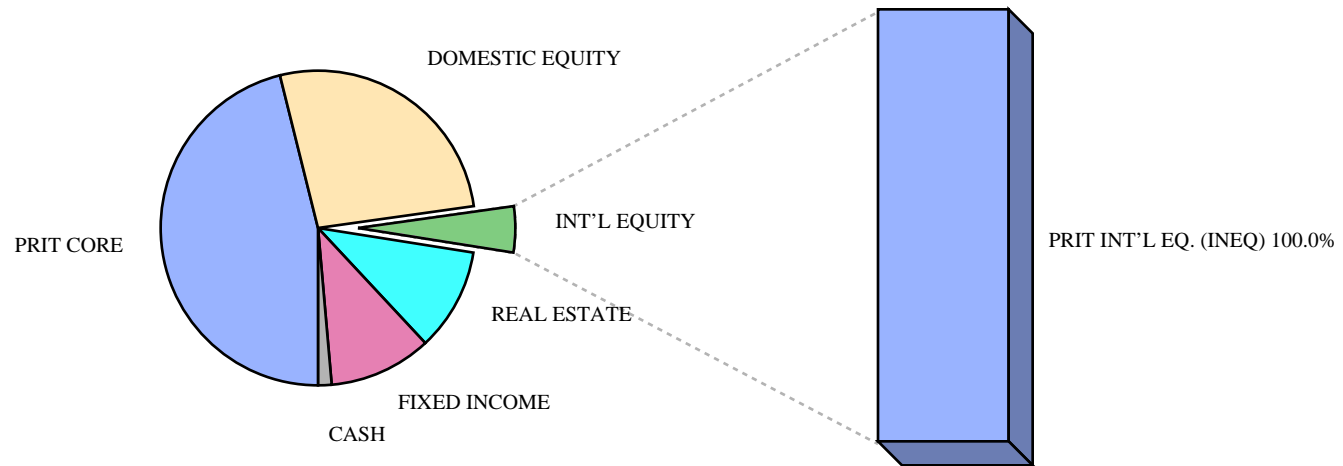 DOMESTIC EQUITY
INT'L EQUITY
PRIT CORE
PRIT INT'L EQ. (INEQ) 100.0%
REAL ESTATE
FIXED INCOME
CASH